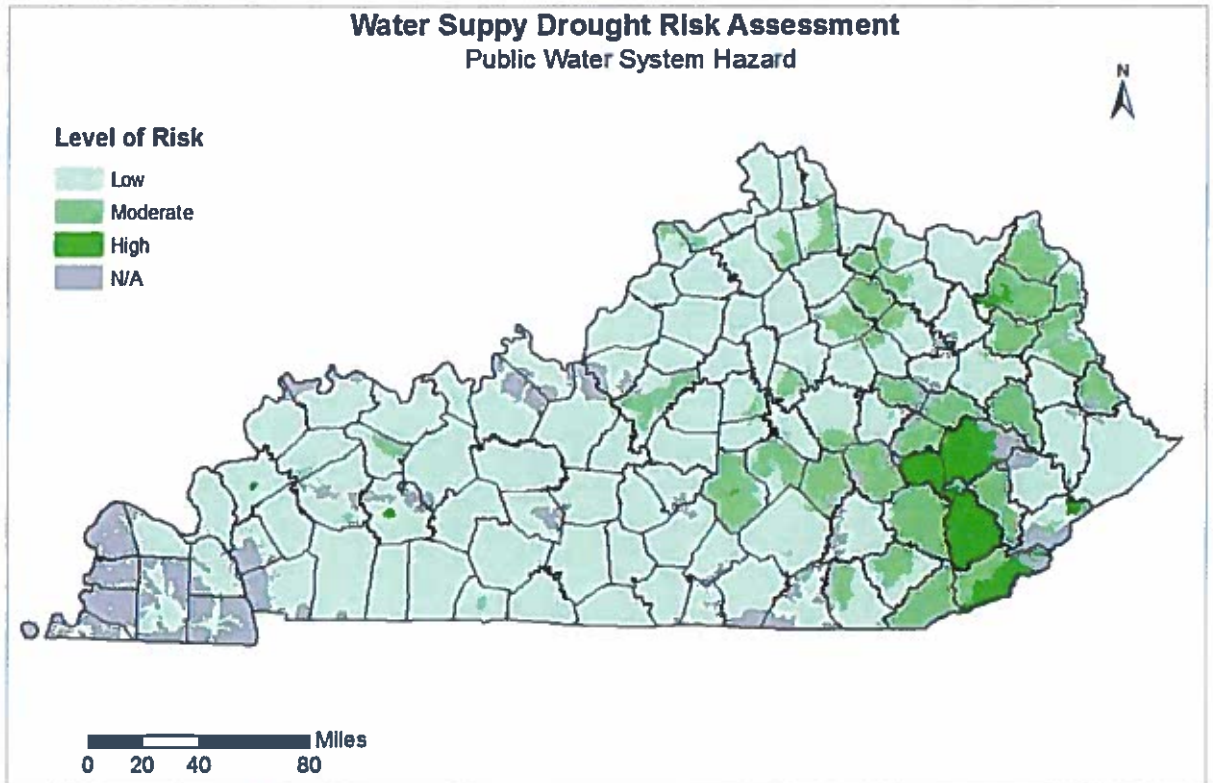 Water Suppy Drought Risk Assessment
Public Water System Hazard
N
Level of Risk
Low
Moderate
High
N/A
Miles
0 20 40 80